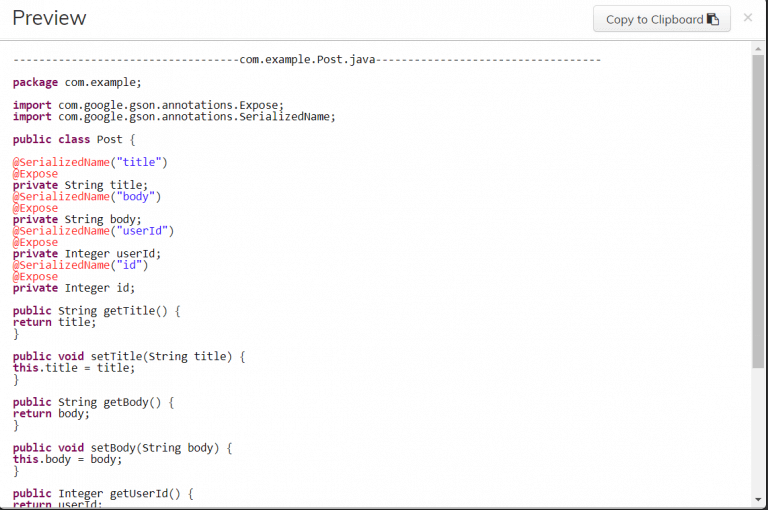 Preview
Copy to Clipboard
-----------------------------------com.example.Post.java-----------------------------------
package com.example;
import com.google.gson.annotations.Expose;
import com.google.gson.annotations.SerializedName;
public class Post {
@SerializedName("title")
@Expose
private String title;
@SerializedName("body")
@Expose
private String body;
@SerializedName("userId")
@Expose
private Integer userId;
@SerializedName("id")
@Expose
private Integer id;
public String getTitle() {
return title;
}
public void setTitle(String title) {
this.title = title;
}
public String getBody() {
return body;
}
public void setBody(String body) {
this.body = body;
}
public Integer getUserId() {
return userId;